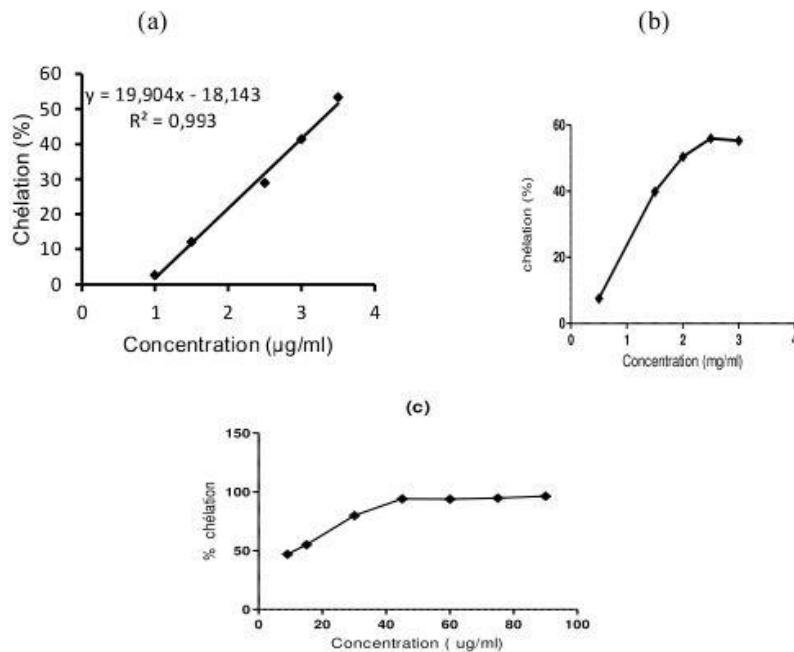 (a)
(b)
y = 19,904x - 18,143
R² = 0,993
60
50
40
30
20
10
0
Chélation (%)
0 1 2 3 4
Concentration (µg/ml)
60
40
20
0
chélation (%)
0 1 2 3 4
Concentration (mg/ml)
(c)
150
100
50
0
% chélation
0 20 40 60 80 100
Concentration ( ug/ml)